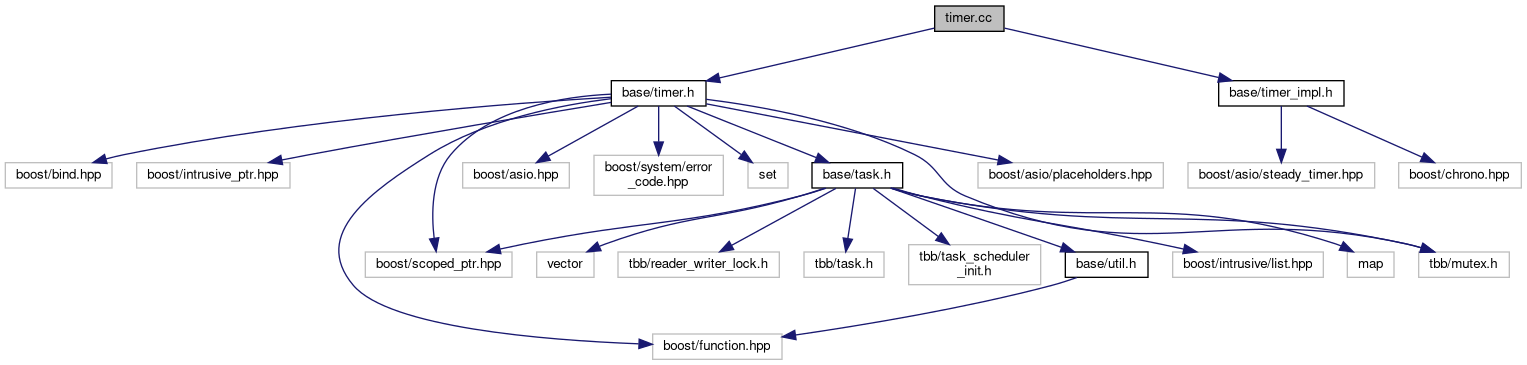 timer.cc
base/timer.h
base/timer_impl.h
boost/bind.hpp
boost/intrusive_ptr.hpp
boost/asio.hpp
boost/system/error
_code.hpp
set
base/task.h
boost/asio/placeholders.hpp
boost/asio/steady_timer.hpp
boost/chrono.hpp
boost/scoped_ptr.hpp
vector
tbb/reader_writer_lock.h
tbb/task.h
tbb/task_scheduler
_init.h
base/util.h
boost/intrusive/list.hpp
map
tbb/mutex.h
boost/function.hpp